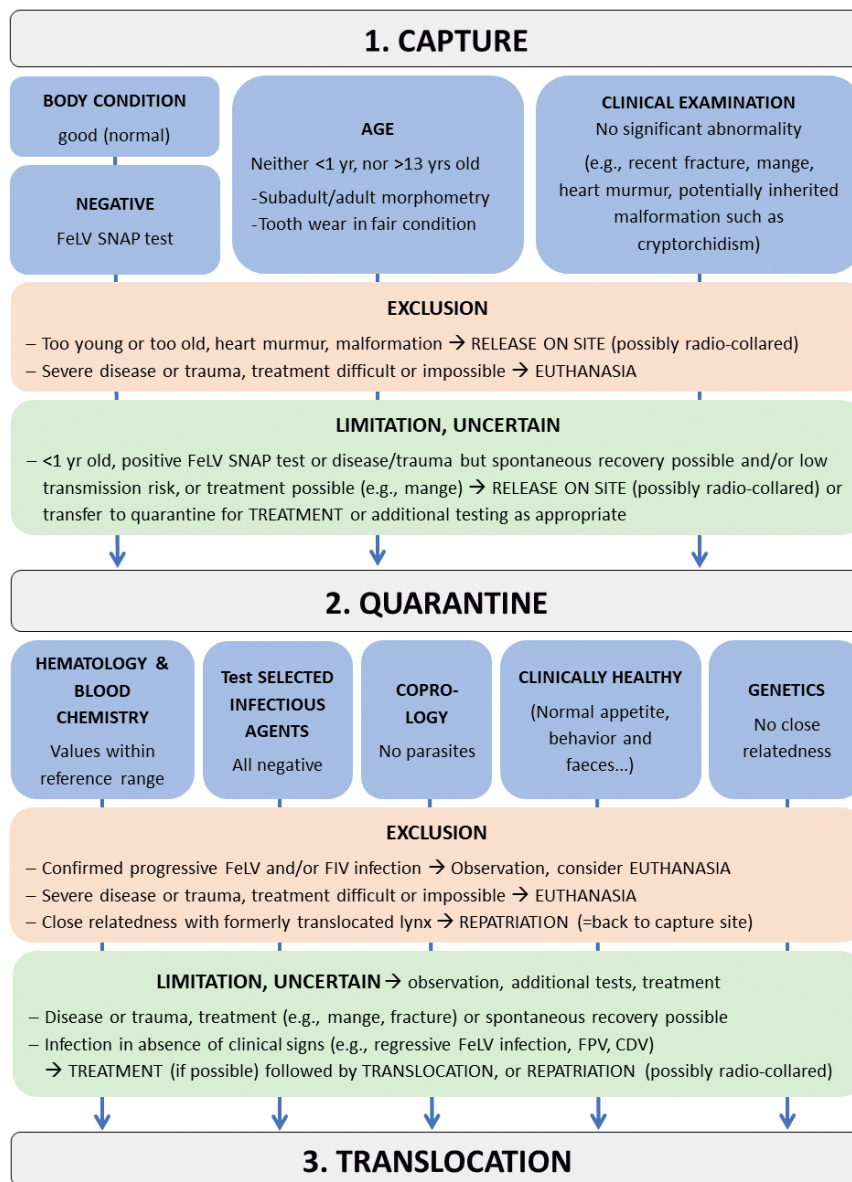 1. CAPTURE
BODY CONDITION
good (normal)
NEGATIVE
FeLV SNAP test
AGE
Neither <1 yr, nor >13 yrs old
-Subadult/adult morphometry
-Tooth wear in fair condition
CLINICAL EXAMINATION
No significant abnormality
(e.g., recent fracture, mange,
heart murmur, potentially inherited
malformation such as
cryptorchidism)
EXCLUSION
– Too young or too old, heart murmur, malformation → RELEASE ON SITE (possibly radio-collared)
– Severe disease or trauma, treatment difficult or impossible → EUTHANASIA
LIMITATION, UNCERTAIN
– <1 yr old, positive FeLV SNAP test or disease/trauma but spontaneous recovery possible and/or low
transmission risk, or treatment possible (e.g., mange) → RELEASE ON SITE (possibly radio-collared) or
transfer to quarantine for TREATMENT or additional testing as appropriate
2. QUARANTINE
HEMATOLOGY &
BLOOD
CHEMISTRY
Values within
reference range
Test SELECTED
INFECTIOUS
AGENTS
All negative
COPRO-
LOGY
No parasites
CLINICALLY HEALTHY
(Normal appetite,
behavior and
faeces...)
GENETICS
No close
relatedness
EXCLUSION
– Confirmed progressive FeLV and/or FIV infection → Observation, consider EUTHANASIA
– Severe disease or trauma, treatment difficult or impossible → EUTHANASIA
– Close relatedness with formerly translocated lynx → REPATRIATION (=back to capture site)
LIMITATION, UNCERTAIN → observation, additional tests, treatment
– Disease or trauma, treatment (e.g., mange, fracture) or spontaneous recovery possible
– Infection in absence of clinical signs (e.g., regressive FeLV infection, FPV, CDV)
→ TREATMENT (if possible) followed by TRANSLOCATION, or REPATRIATION (possibly radio-collared)
3. TRANSLOCATION